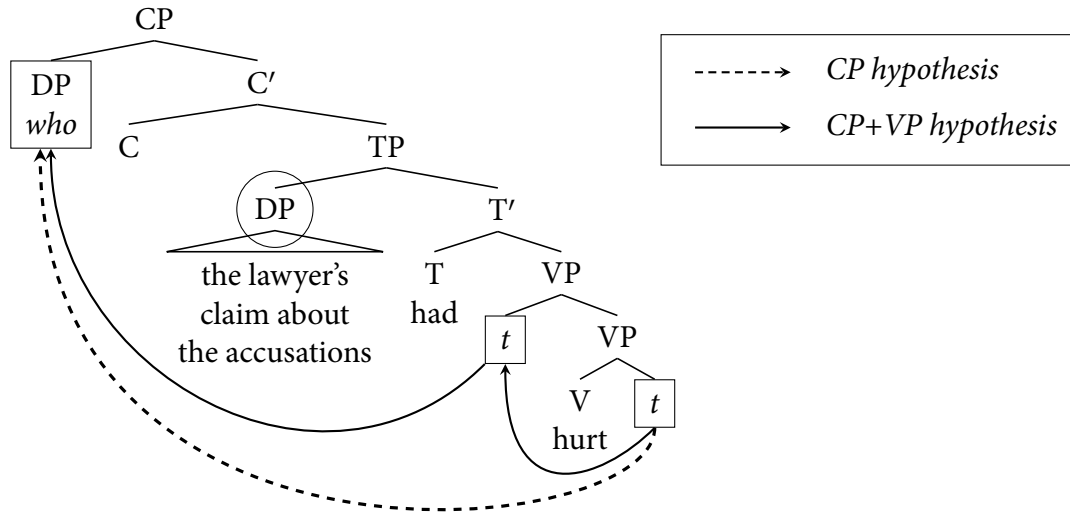 CP
DP
who
C′
C
TP
DP
the lawyer's
claim about
the accusations
T′
T
had
VP
t
VP
V
hurt
t
CP hypothesis
CP+VP hypothesis